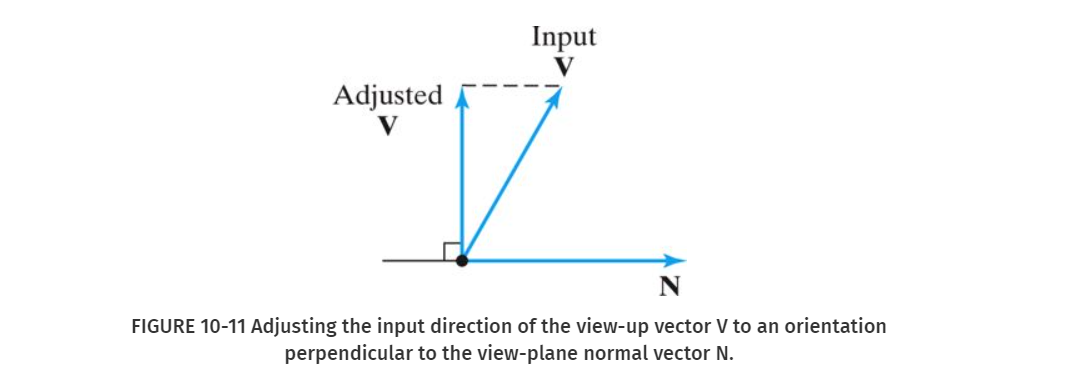 Input
V
Adjusted
V
N
FIGURE 10-11 Adjusting the input direction of the view-up vector V to an orientation
perpendicular to the view-plane normal vector N.